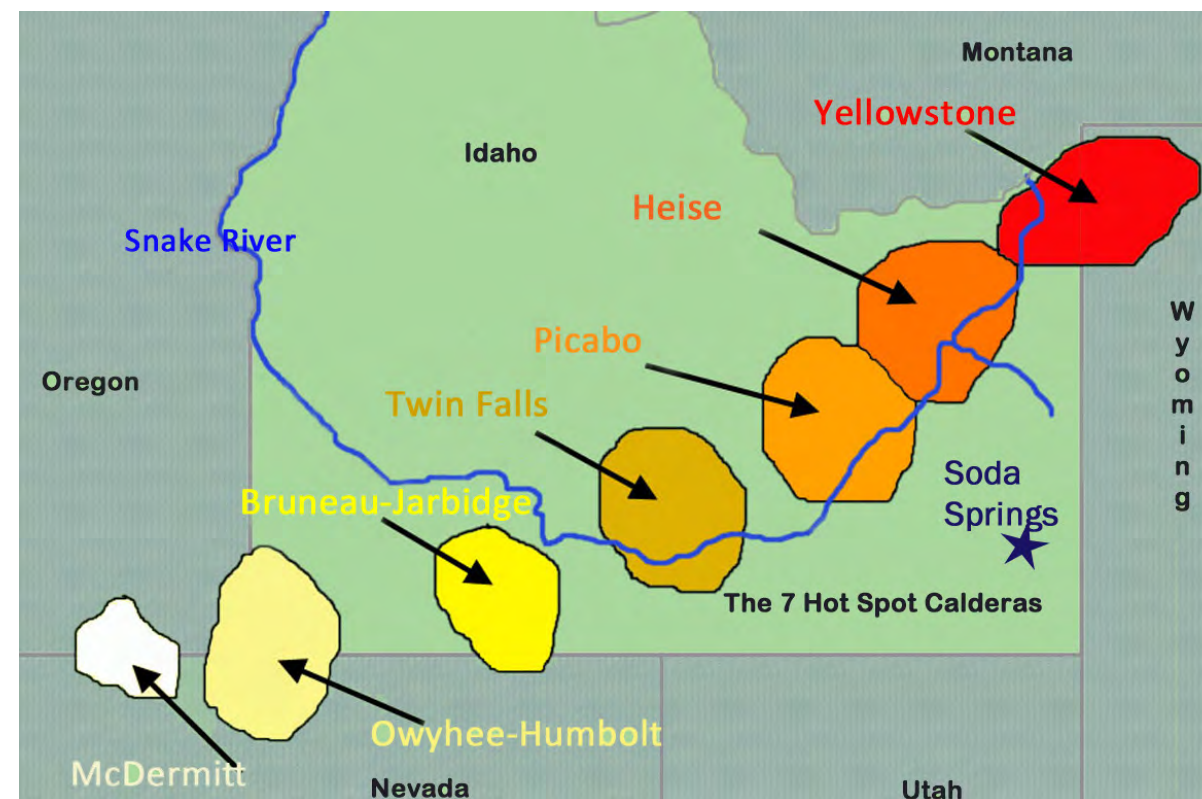 Montana
Yellowstone
Idaho
Heise
Snake River
Picabo
Oregon
Twin Falls
Wyoming
Soda
Springs
Bruneau-Jarbidge
The 7 Hot Spot Calderas
Owyhee-Humbolt
McDermitt
Nevada
Utah